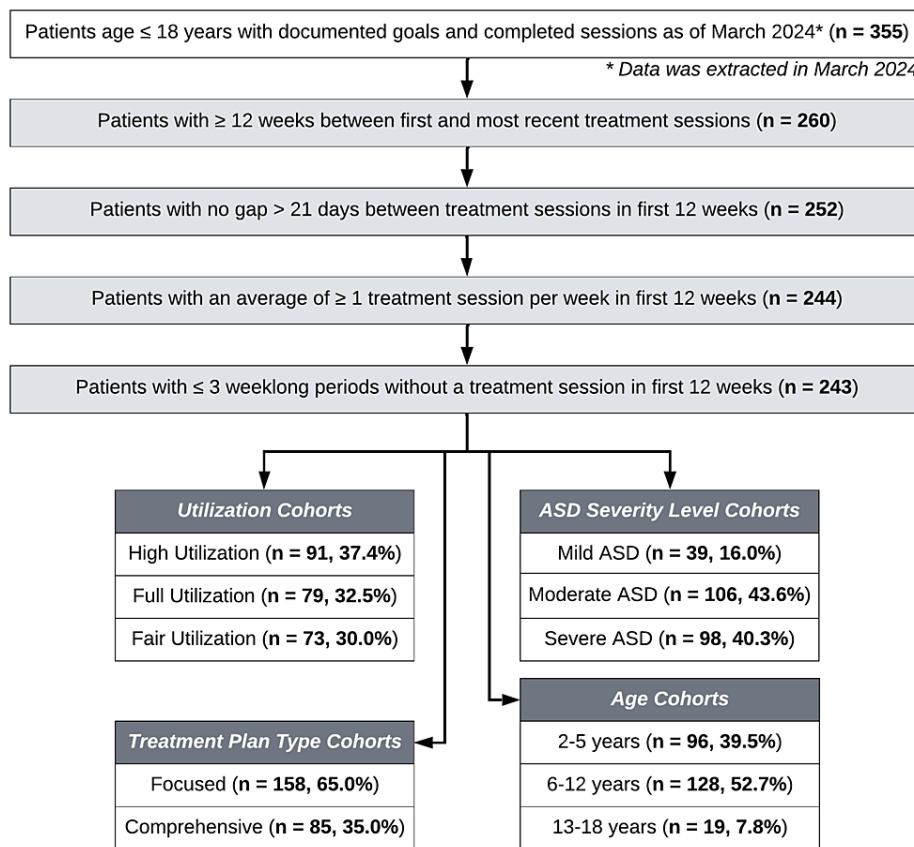 Patients age ≤ 18 years with documented goals and completed sessions as of March 2024* (n = 355)
* Data was extracted in March 2024
Patients with ≥ 12 weeks between first and most recent treatment sessions (n = 260)
Patients with no gap > 21 days between treatment sessions in first 12 weeks (n = 252)
Patients with an average of ≥ 1 treatment session per week in first 12 weeks (n = 244)
Patients with ≤ 3 weeklong periods without a treatment session in first 12 weeks (n = 243)
Utilization Cohorts
High Utilization (n = 91, 37.4%)
Full Utilization (n = 79, 32.5%)
Fair Utilization (n = 73, 30.0%)
ASD Severity Level Cohorts
Mild ASD (n = 39, 16.0%)
Moderate ASD (n = 106, 43.6%)
Severe ASD (n = 98, 40.3%)
Treatment Plan Type Cohorts
Focused (n = 158, 65.0%)
Comprehensive (n = 85, 35.0%)
Age Cohorts
2-5 years (n = 96, 39.5%)
6-12 years (n = 128, 52.7%)
13-18 years (n = 19, 7.8%)